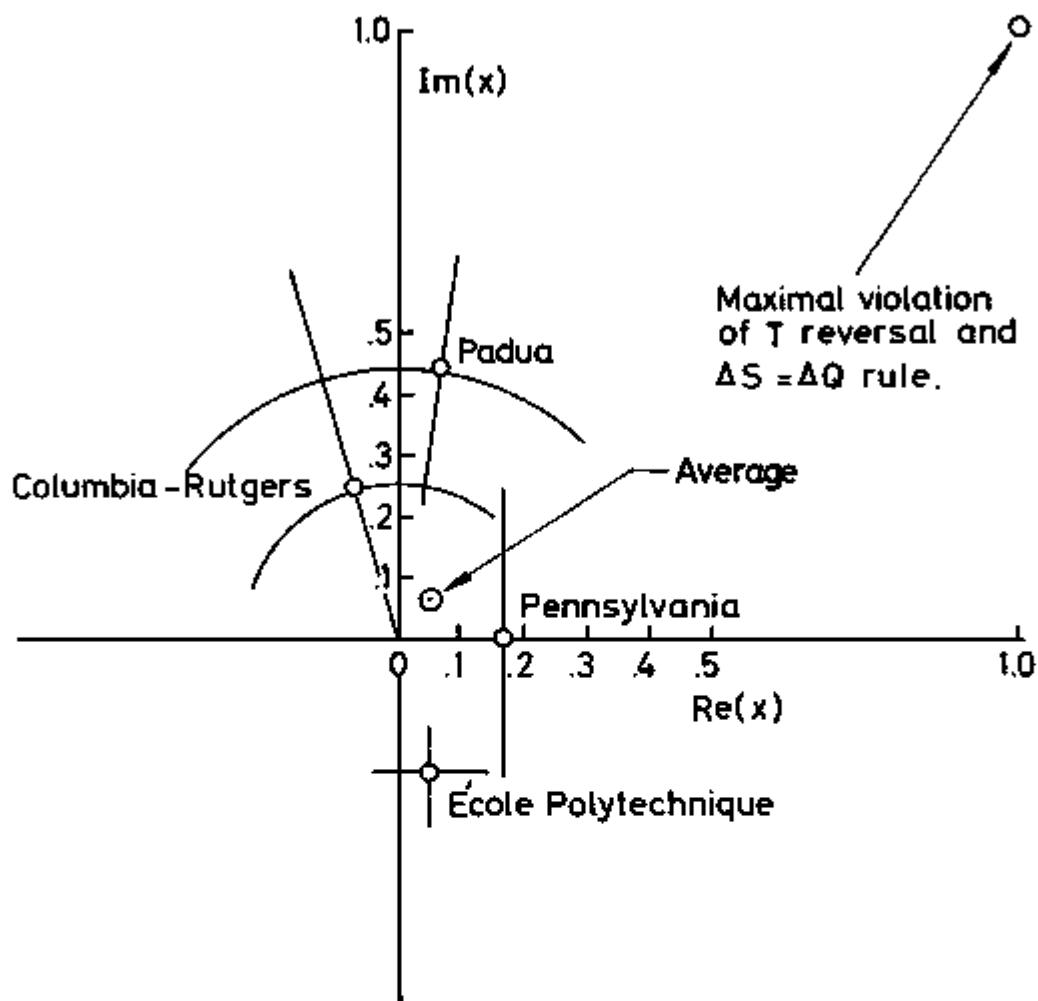 1.0
Im(x)
Maximal violation
of T reversal and
ΔS = ΔQ rule.
.5
Padua
.4
.3
Columbia-Rutgers
Average
.2
.1
Pennsylvania
0 .1 .2 .3 .4 .5 1.0
Re(x)
École Polytechnique